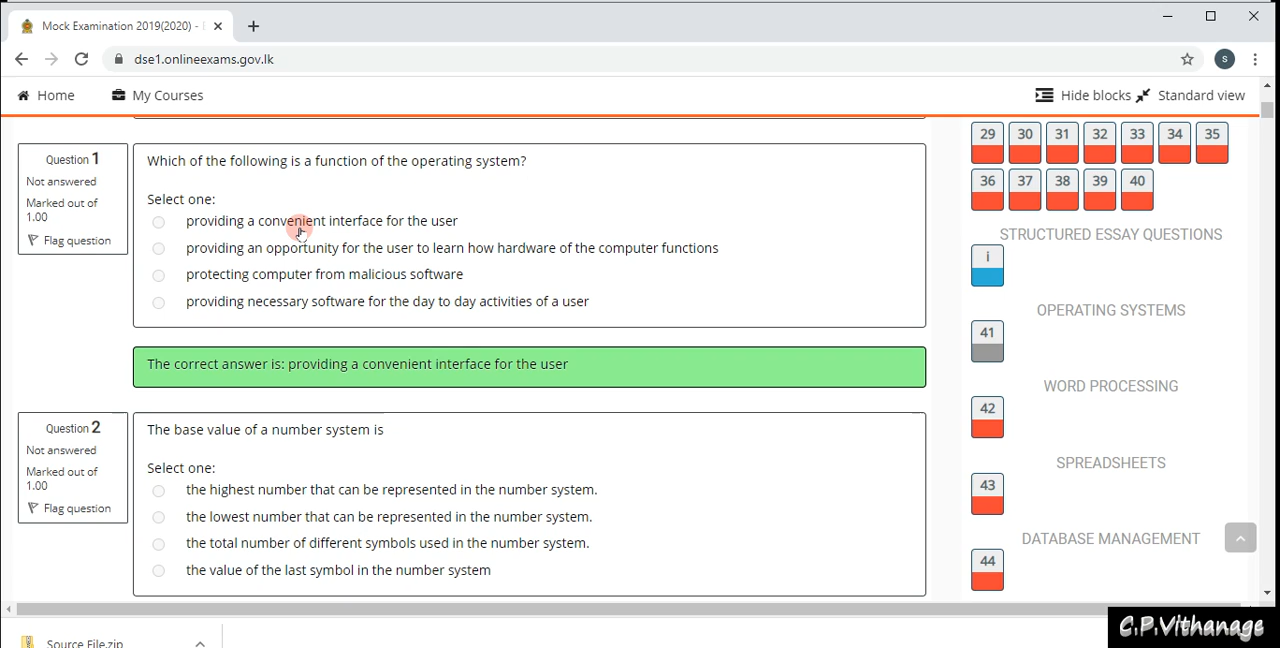 Mock Examination 2019(2020) -
dse1.onlineexams.gov.lk
S
Home
My Courses
Hide blocks
Standard view
Question 1
Not answered
Marked out of
1.00
Flag question
Which of the following is a function of the operating system?
Select one:
providing a convenient interface for the user
providing an opportunity for the user to learn how hardware of the computer functions
protecting computer from malicious software
providing necessary software for the day to day activities of a user
The correct answer is: providing a convenient interface for the user
Question 2
Not answered
Marked out of
1.00
Flag question
The base value of a number system is
Select one:
the highest number that can be represented in the number system.
the lowest number that can be represented in the number system.
the total number of different symbols used in the number system.
the value of the last symbol in the number system
29 30 31 32 33 34 35
36 37 38 39 40
STRUCTURED ESSAY QUESTIONS
i
OPERATING SYSTEMS
41
WORD PROCESSING
42
SPREADSHEETS
43
DATABASE MANAGEMENT
44
Source File.zip
C.P.Vithanage